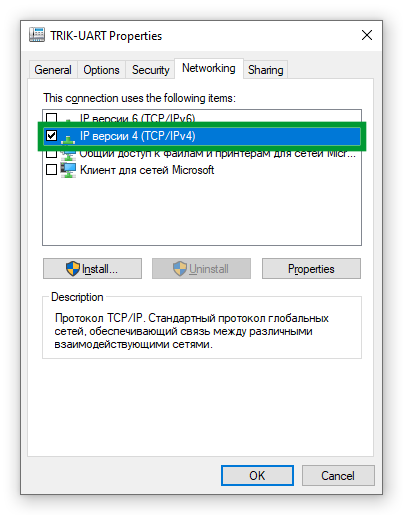 TRIK-UART Properties
General Options Security Networking Sharing
This connection uses the following items:
IP версии 6 (TCP/IPv6)
IP версии 4 (TCP/IPv4)
Общий доступ к файлам и принтерам для сетей Micr...
Клиент для сетей Microsoft
Install... Uninstall Properties
Description
Протокол TCP/IP. Стандартный протокол глобальных
сетей, обеспечивающий связь между различными
взаимодействующими сетями.
OK Cancel